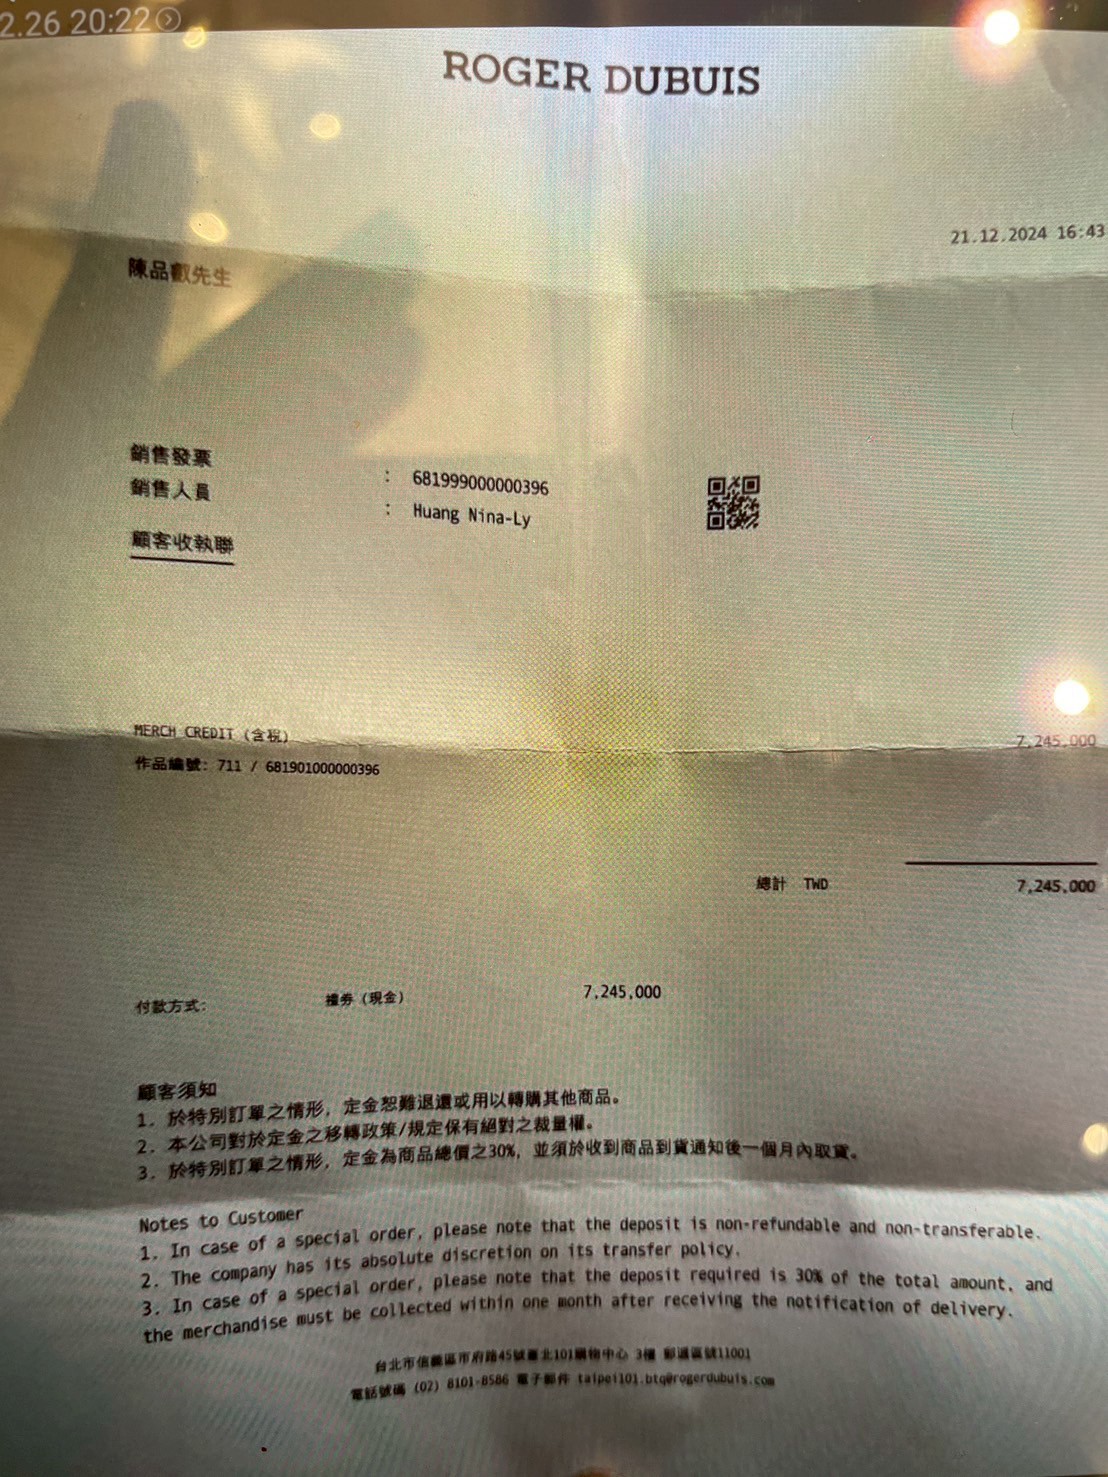 2.26 20:22
ROGER DUBUIS
21.12.2024 16:43
陳品叡先生
銷售發票 : 681999000000396
銷售人員 : Huang Nina-Ly
顧客收執聯
MERCH CREDIT (含稅) 7,245,000
作品編號: 711 / 681901000000396
總計 TWD 7,245,000
付款方式: 禮券 (現金) 7,245,000
顧客須知
1. 於特別訂單之情形, 定金恕難退還或用以轉購其他商品。
2. 本公司對於定金之移轉政策/規定保有絕對之裁量權。
3. 於特別訂單之情形, 定金為商品總價之30%, 並須於收到商品到貨通知後一個月內取貨。
Notes to Customer
1. In case of a special order, please note that the deposit is non-refundable and non-transferable.
2. The company has its absolute discretion on its transfer policy.
3. In case of a special order, please note that the deposit required is 30% of the total amount, and
the merchandise must be collected within one month after receiving the notification of delivery.
台北市信義區市府路45號臺北101購物中心 3樓 郵遞區號11001
電話號碼 (02) 8101-8586 電子郵件 taipei101.btq@rogerdubuis.com